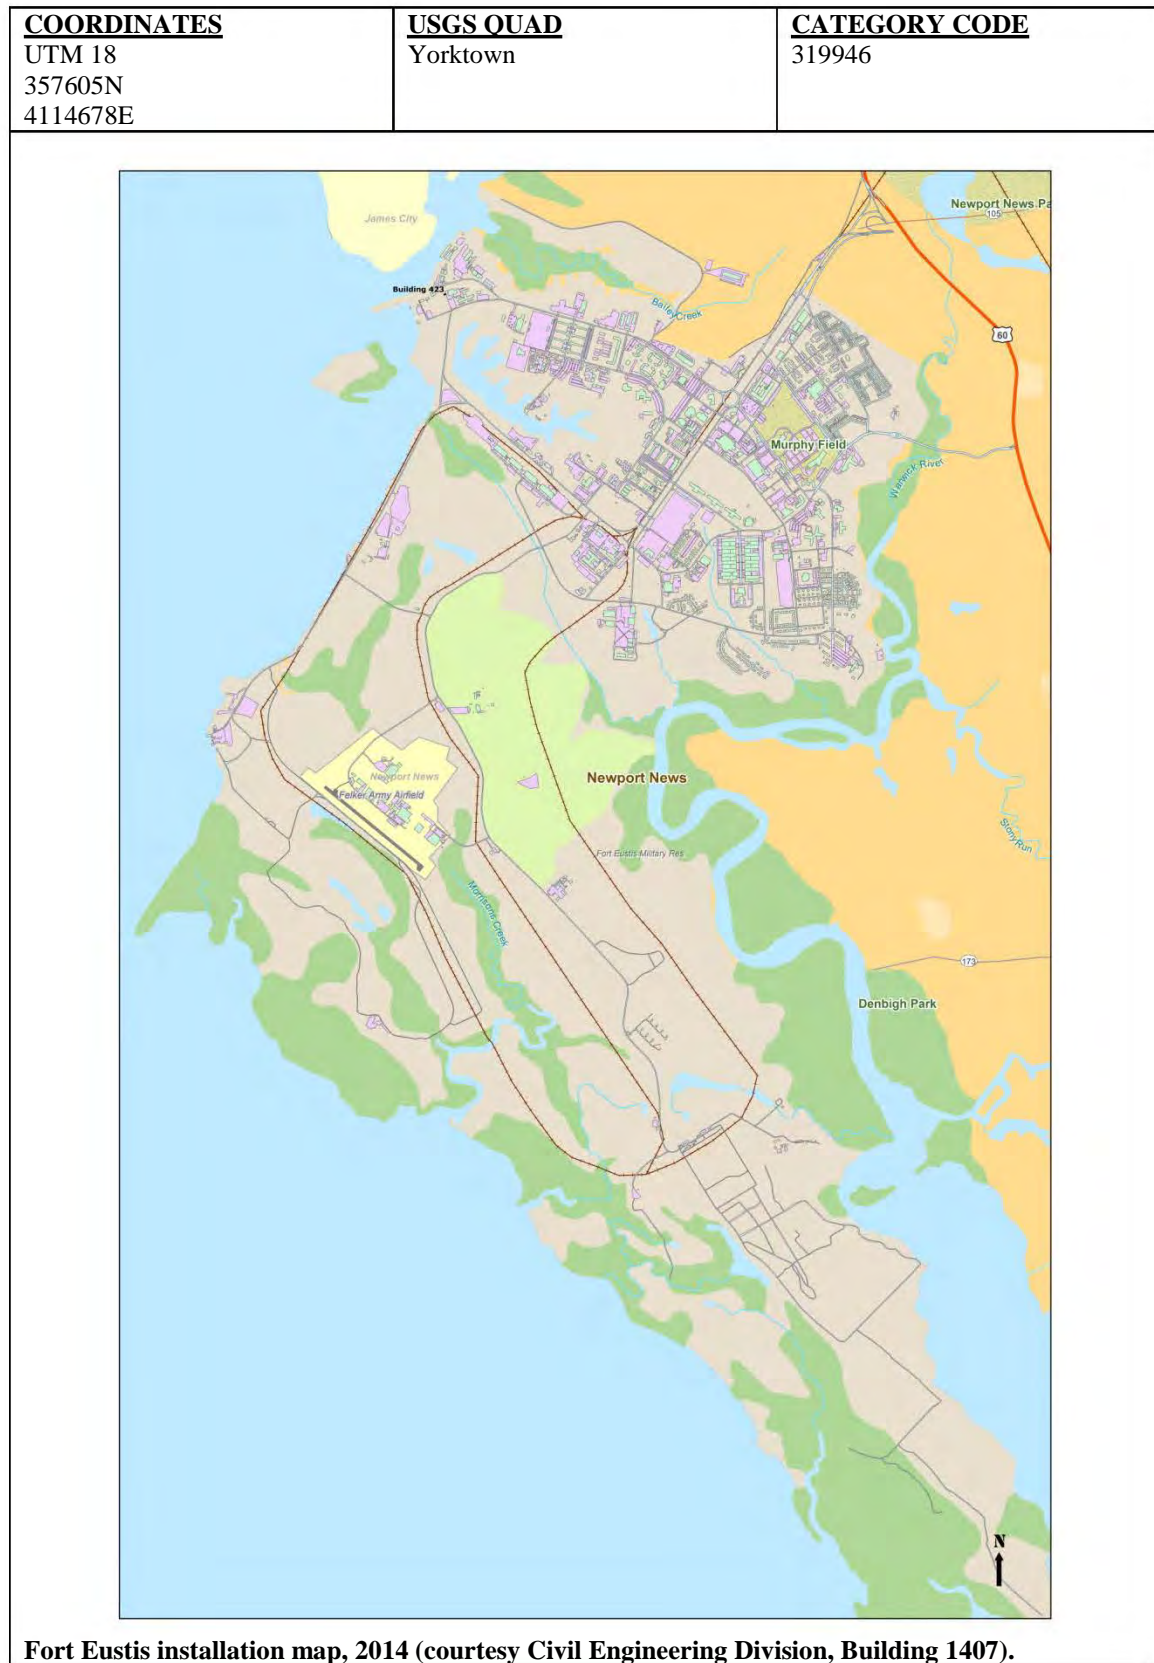 COORDINATES
UTM 18
357605N
4114678E
USGS QUAD
Yorktown
CATEGORY CODE
319946
James City
Newport News Pa
105
Building 423
Bailey Creek
60
Murphy Field
Warwick River
Newport News
Felker Army Airfield
Newport News
Stony Run
Fort Eustis Military Res
Morrisons Creek
173
Denbigh Park
N
Fort Eustis installation map, 2014 (courtesy Civil Engineering Division, Building 1407).